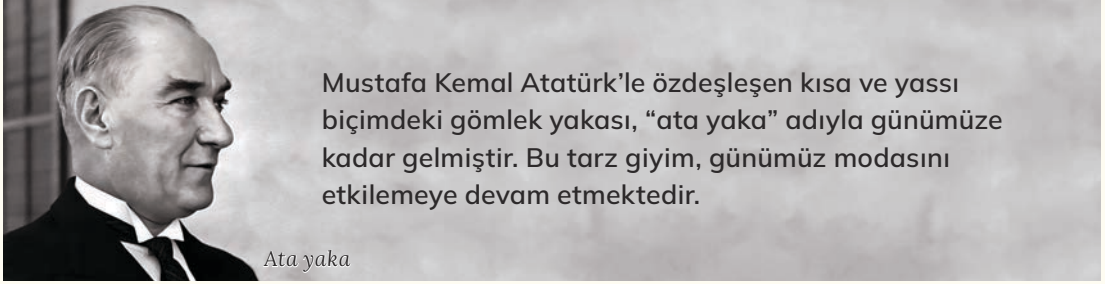 Mustafa Kemal Atatürk’le özdeşleşen kısa ve yassı
biçimdeki gömlek yakası, “ata yaka” adıyla günümüze
kadar gelmiştir. Bu tarz giyim, günümüz modasını
etkilemeye devam etmektedir.
Ata yaka